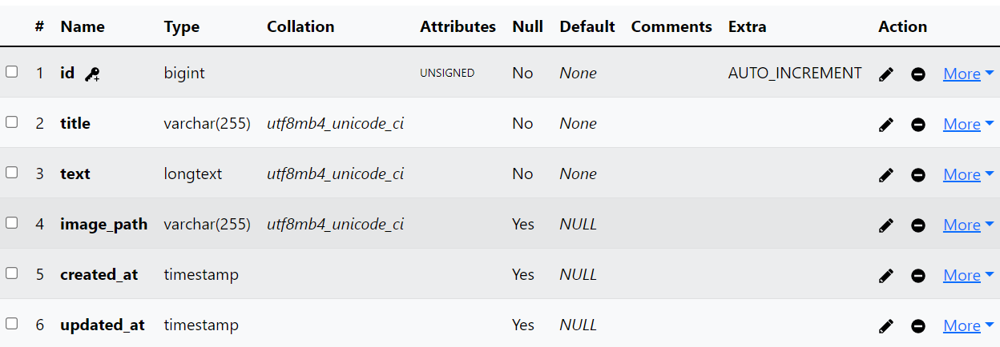 # Name Type Collation Attributes Null Default Comments Extra Action
1 id bigint UNSIGNED No None AUTO_INCREMENT More
2 title varchar(255) utf8mb4_unicode_ci No None More
3 text longtext utf8mb4_unicode_ci No None More
4 image_path varchar(255) utf8mb4_unicode_ci Yes NULL More
5 created_at timestamp Yes NULL More
6 updated_at timestamp Yes NULL More